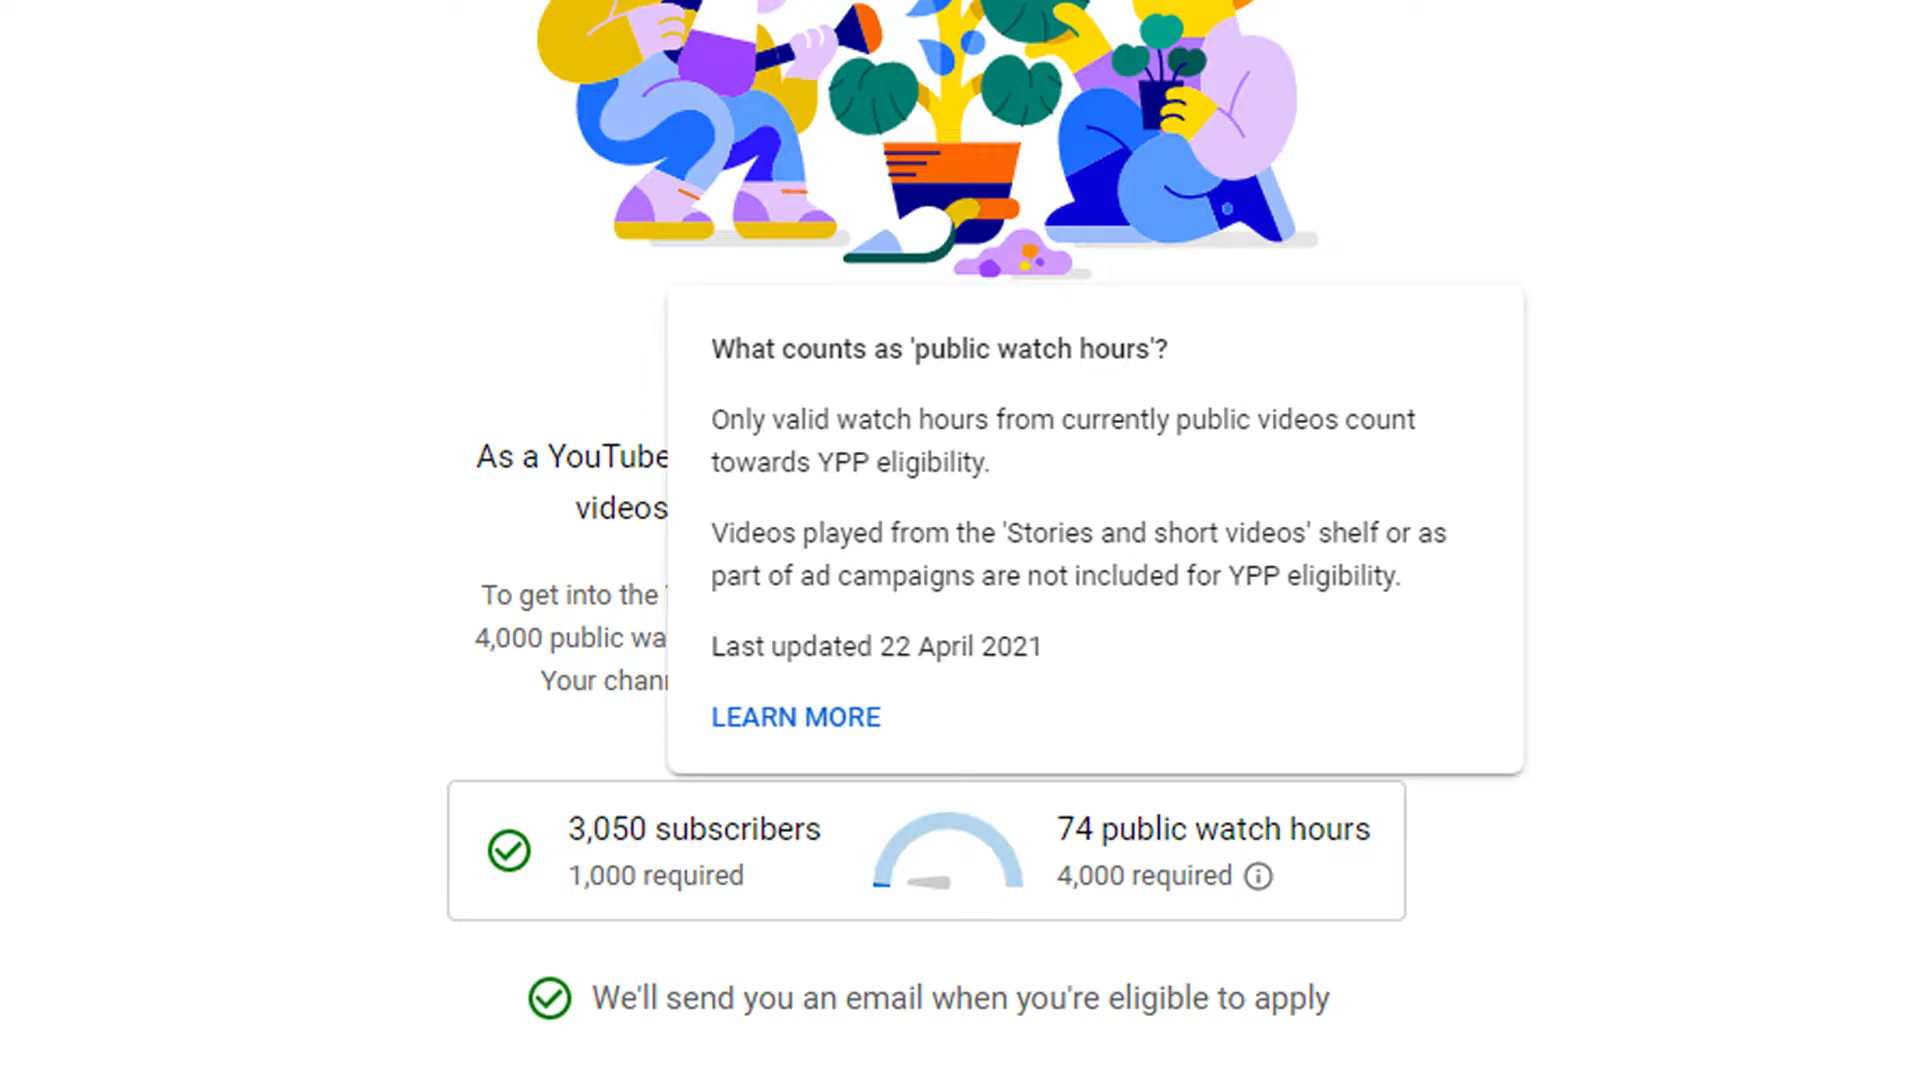 What counts as 'public watch hours'?
Only valid watch hours from currently public videos count
towards YPP eligibility.
Videos played from the 'Stories and short videos' shelf or as
part of ad campaigns are not included for YPP eligibility.
Last updated 22 April 2021
LEARN MORE
As a YouTube
videos
To get into the
4,000 public wa
Your chan
3,050 subscribers
1,000 required
74 public watch hours
4,000 required
We'll send you an email when you're eligible to apply